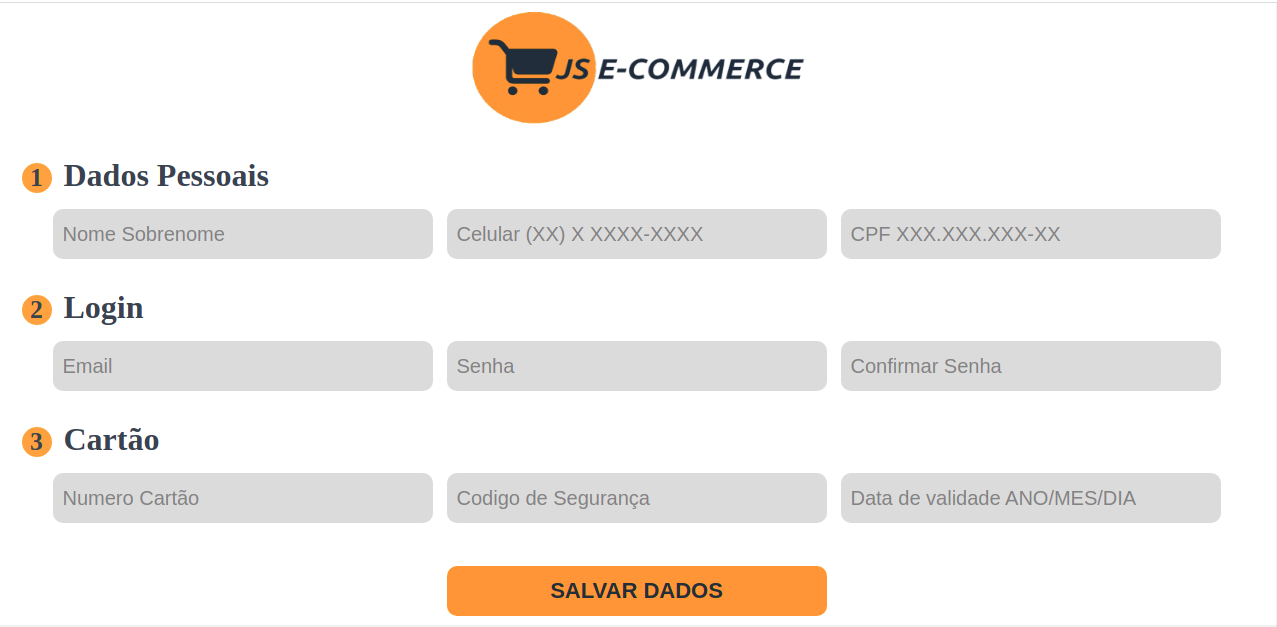 JS E-COMMERCE
1 Dados Pessoais
Nome Sobrenome Celular (XX) X XXXX-XXXX CPF XXX.XXX.XXX-XX
2 Login
Email Senha Confirmar Senha
3 Cartão
Numero Cartão Codigo de Segurança Data de validade ANO/MES/DIA
SALVAR DADOS